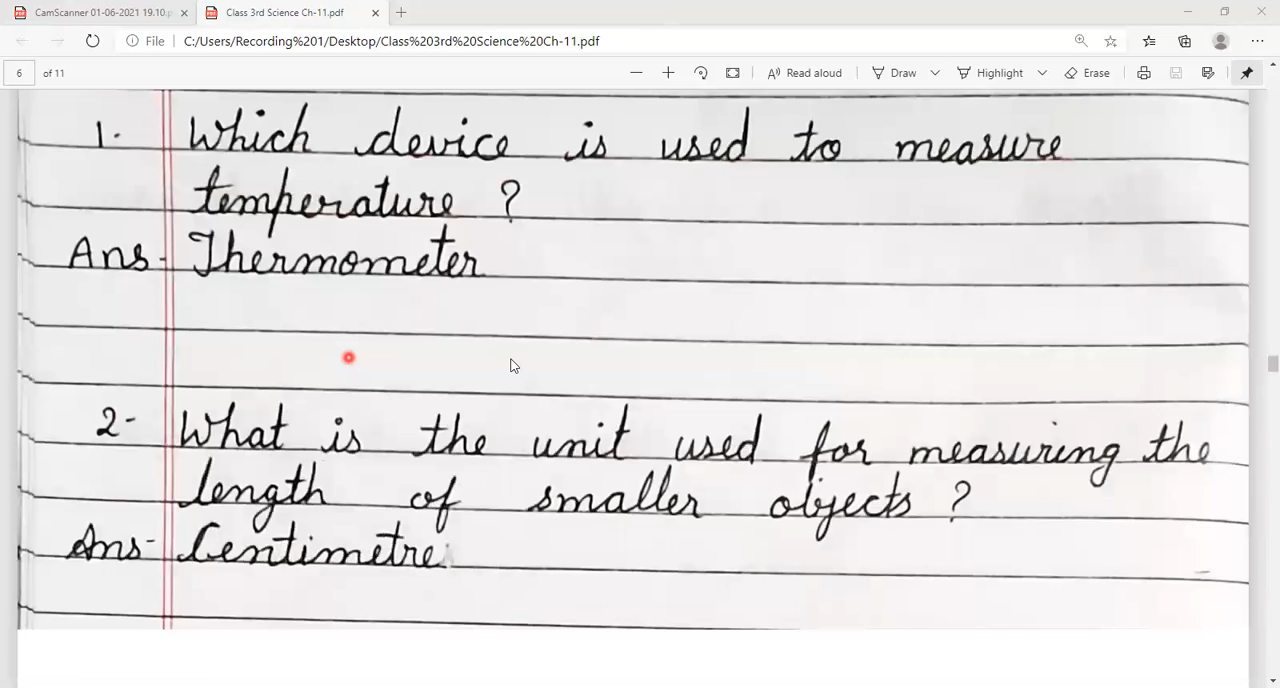 CamScanner 01-06-2021 19.10.p
Class 3rd Science Ch-11.pdf
File
C:/Users/Recording%201/Desktop/Class%203rd%20Science%20Ch-11.pdf
6 of 11
Read aloud
Draw
Highlight
Erase
1. Which device is used to measure
temperature ?
Ans- Thermometer
2- What is the unit used for measuring the
length of smaller objects ?
Ans- Centimetre